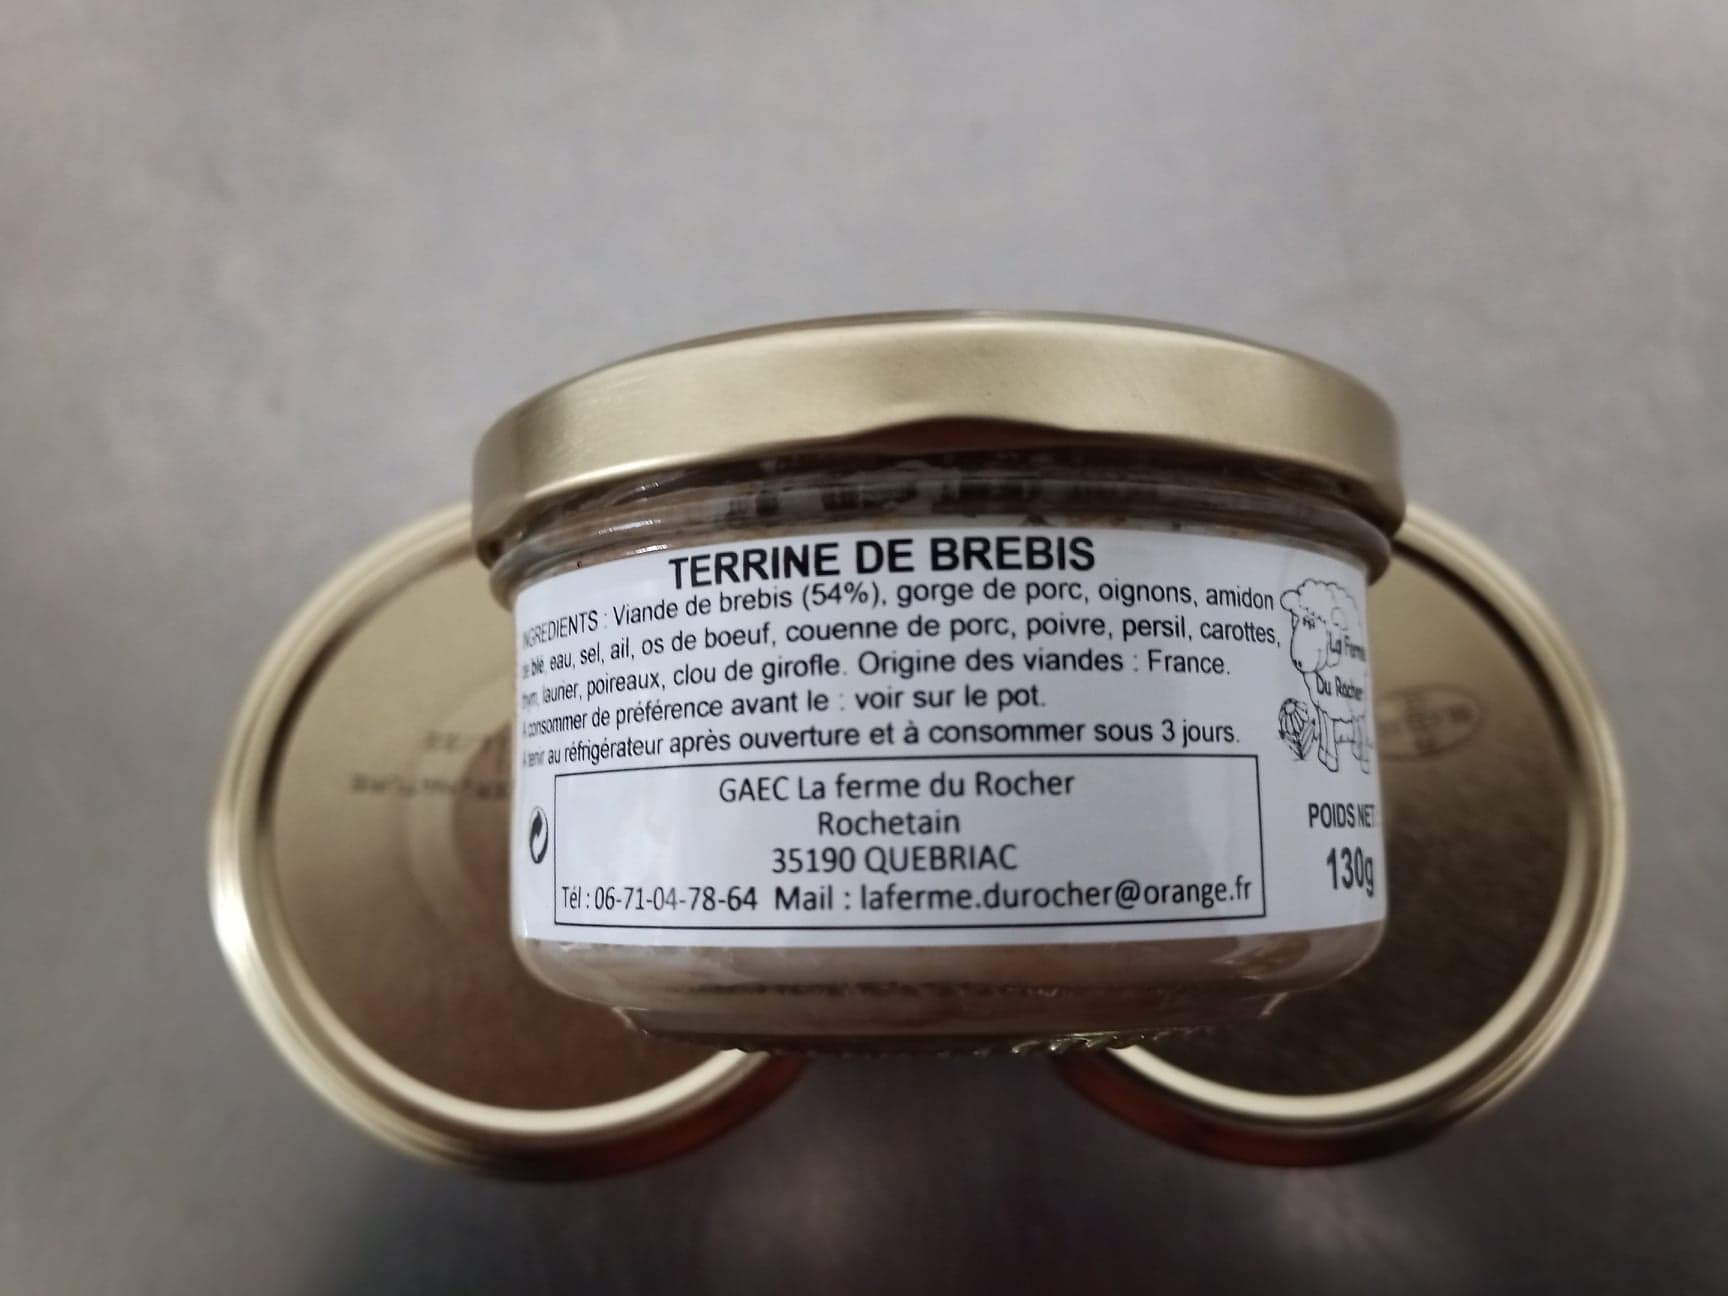 TERRINE DE BREBIS
INGREDIENTS : Viande de brebis (54%), gorge de porc, oignons, amidon
de blé, eau, sel, ail, os de boeuf, couenne de porc, poivre, persil, carottes,
thym, laurier, poireaux, clou de girofle. Origine des viandes : France.
A consommer de préférence avant le : voir sur le pot.
A tenir au réfrigérateur après ouverture et à consommer sous 3 jours.
La Ferme
Du Rocher
GAEC La ferme du Rocher
Rochetain
35190 QUEBRIAC
Tél : 06-71-04-78-64 Mail : laferme.durocher@orange.fr
POIDS NET
130g